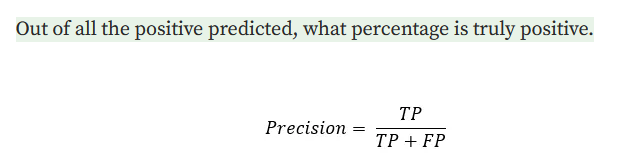 Out of all the positive predicted, what percentage is truly positive.
Precision = TP / TP + FP